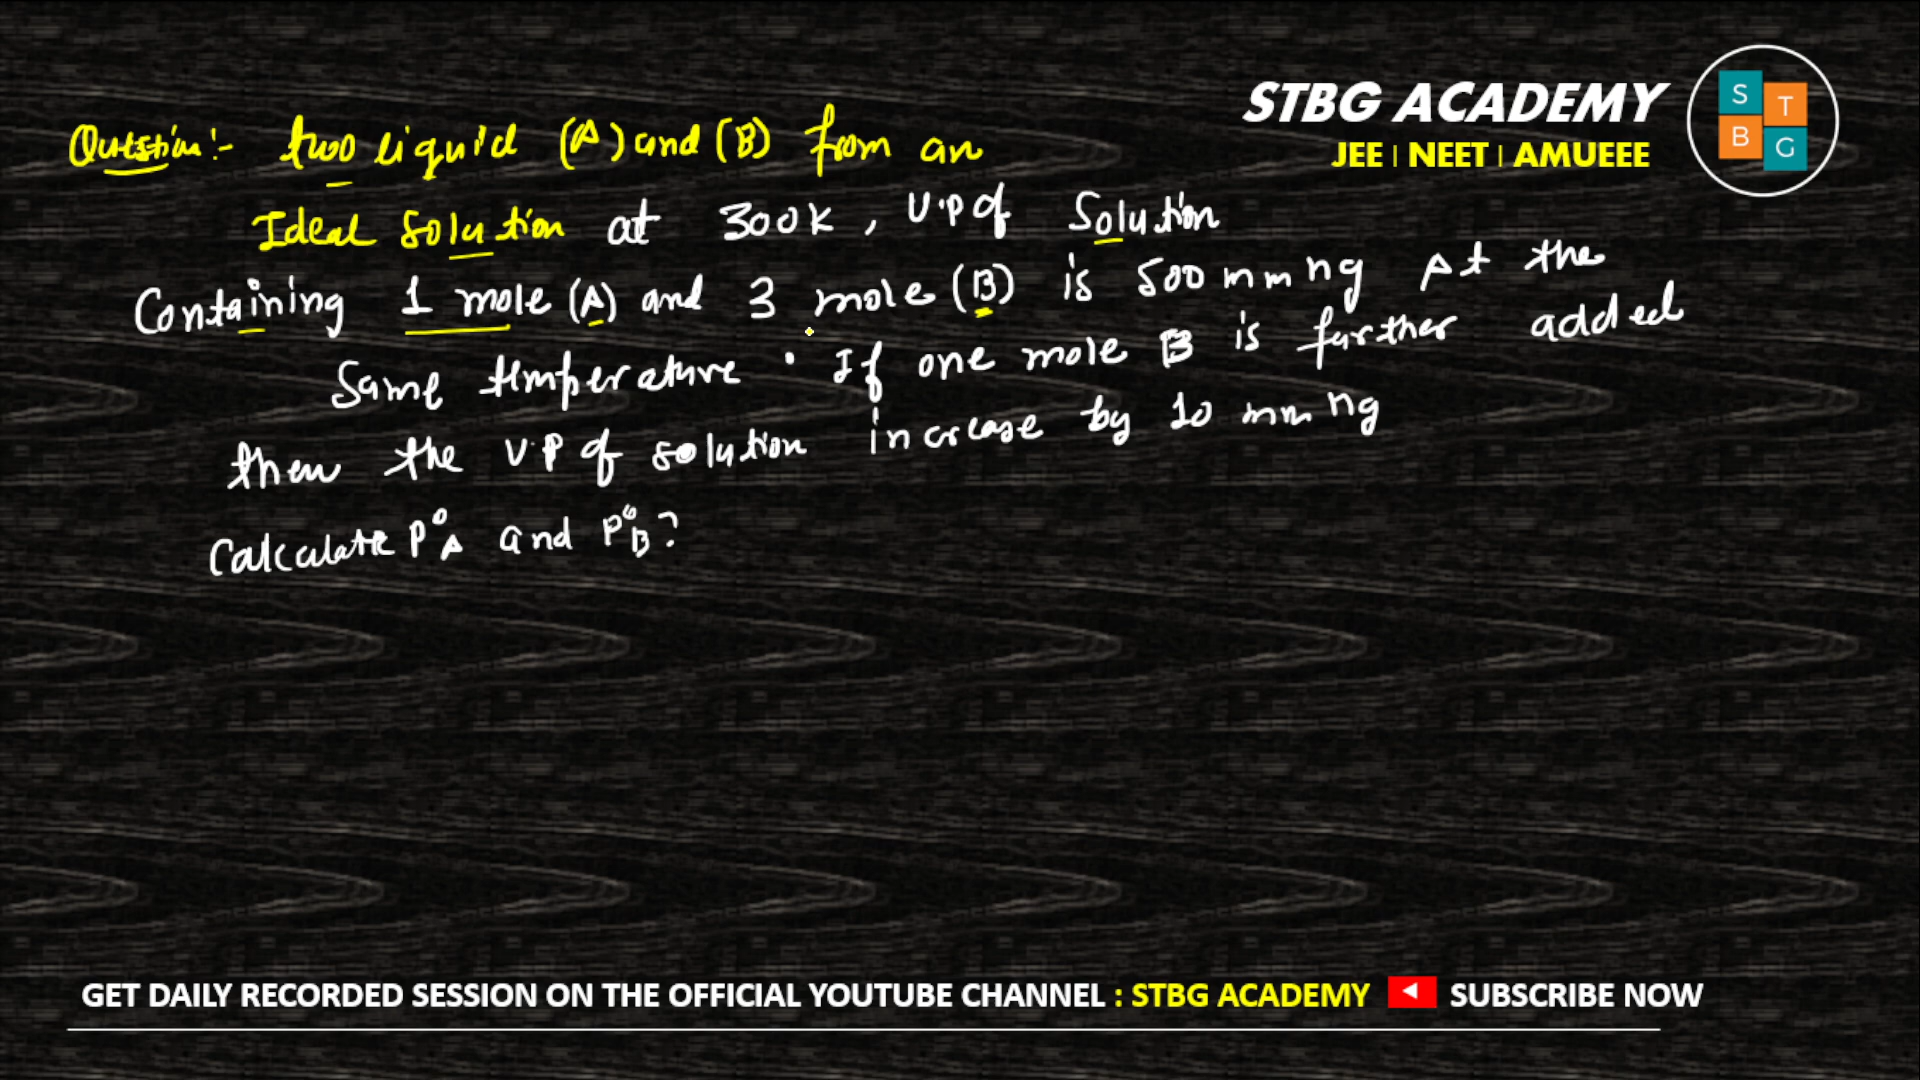 STBG ACADEMY
JEE | NEET | AMUEEE
S T
B G
Question:- two liquid (A) and (B) from an
Ideal solution at 300K, V.P of Solution
Containing 1 mole (A) and 3 mole (B) is 500 mm Hg At the
Same temperature. If one mole B is further added
then the V.P of solution increase by 10 mm Hg
Calculate P°A and P°B?
GET DAILY RECORDED SESSION ON THE OFFICIAL YOUTUBE CHANNEL : STBG ACADEMY SUBSCRIBE NOW